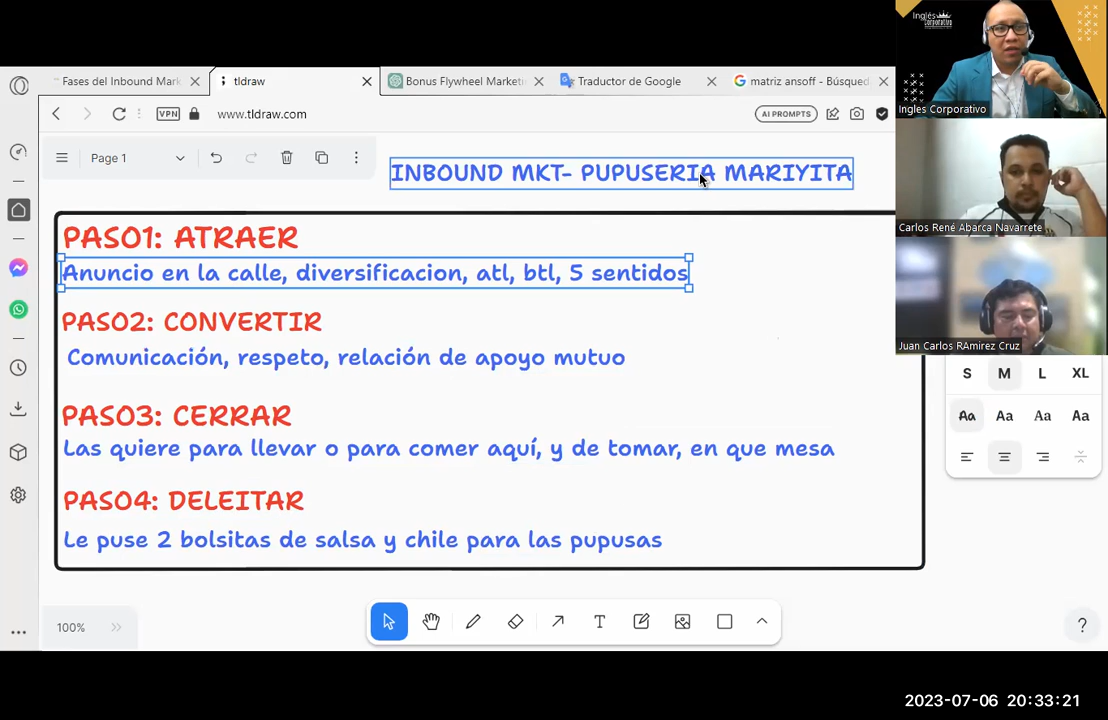 Fases del Inbound Mark
tldraw
Bonus Flywheel Marketi
Traductor de Google
matriz ansoff - Búsqued
VPN
www.tldraw.com
AI PROMPTS
Page 1
INBOUND MKT- PUPUSERIA MARIYITA
PASO1: ATRAER
Anuncio en la calle, diversificacion, atl, btl, 5 sentidos
PASO2: CONVERTIR
Comunicación, respeto, relación de apoyo mutuo
PASO3: CERRAR
Las quiere para llevar o para comer aquí, y de tomar, en que mesa
PASO4: DELEITAR
Le puse 2 bolsitas de salsa y chile para las pupusas
100%
Inglés
Corporativo
Ingles Corporativo
Carlos René Abarca Navarrete
Juan Carlos RAmirez Cruz
S M L XL
Aa Aa Aa Aa
T
?
2023-07-06 20:33:21